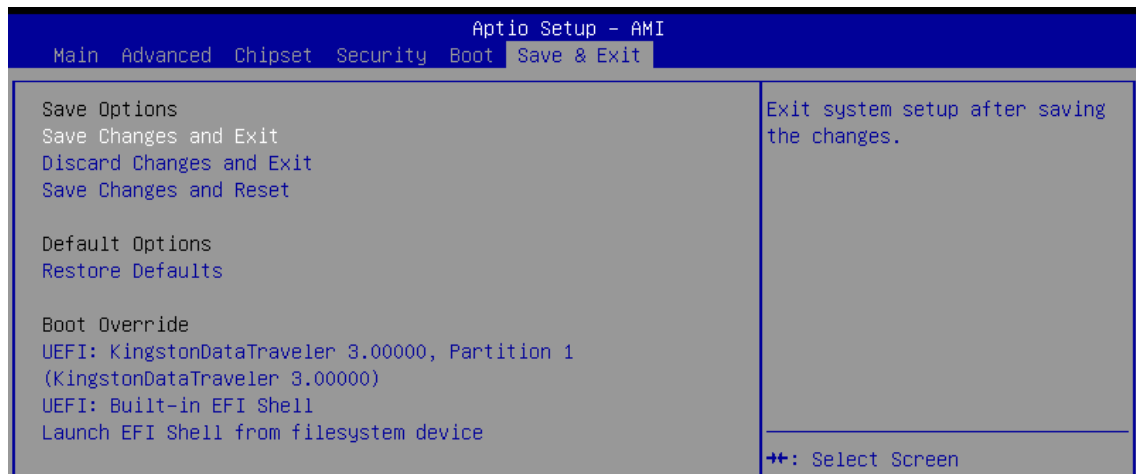 Aptio Setup – AMI
Main Advanced Chipset Security Boot Save & Exit
Save Options
Save Changes and Exit
Discard Changes and Exit
Save Changes and Reset
Default Options
Restore Defaults
Boot Override
UEFI: KingstonDataTraveler 3.00000, Partition 1
(KingstonDataTraveler 3.00000)
UEFI: Built-in EFI Shell
Launch EFI Shell from filesystem device
Exit system setup after saving
the changes.
→←: Select Screen